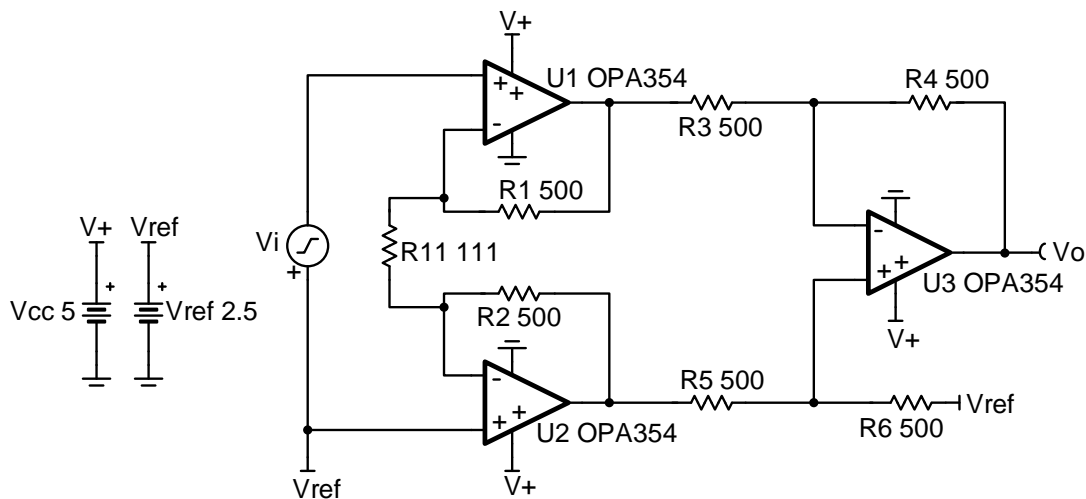 V+
U1 OPA354
R4 500
R3 500
R1 500
V+
Vref
Vi
R11 111
Vo
U3 OPA354
Vcc 5
Vref 2.5
R2 500
V+
R5 500
Vref
R6 500
U2 OPA354
Vref
V+